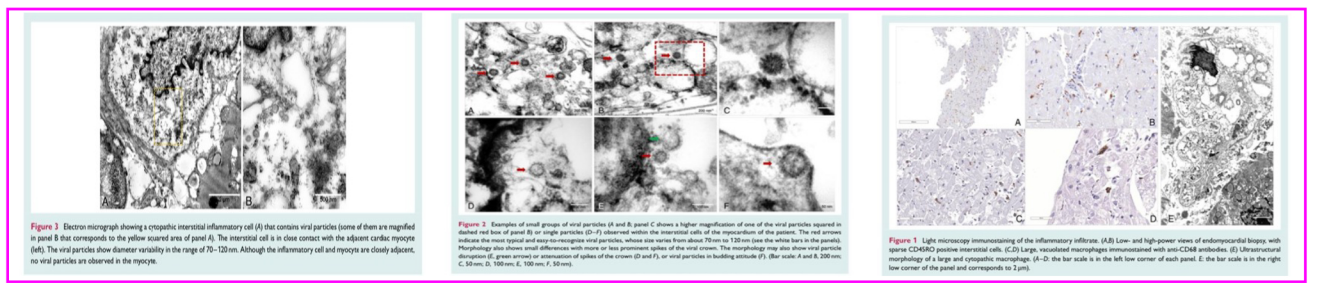 A
B
500 nm
Figure 3 Electron micrograph showing a cytopathic interstitial inflammatory cell (A) that contains viral particles (some of them are magnified
in panel B that corresponds to the yellow squared area of panel A). The interstitial cell is in close contact with the adjacent cardiac myocyte
(left). The viral particles show diameter variability in the range of 70–120 nm. Although the inflammatory cell and myocyte are closely adjacent,
no viral particles are observed in the myocyte.
A
B
C
D
E
F
Figure 2 Examples of small groups of viral particles (A and B; panel C shows a higher magnification of one of the viral particles squared in
dashed red box of panel B) or single particles (D–F) observed within the interstitial cells of the myocardium of the patient. The red arrows
indicate the most typical and easy-to-recognize viral particles, whose size varies from about 70 nm to 120 nm (see the white bars in the panels).
Morphology also shows small differences with more or less prominent spikes of the viral crown. The morphology may also show viral particle
disruption (E, green arrow) or attenuation of spikes of the crown (D and F), or viral particles in budding attitude (F). (Bar scale: A and B, 200 nm;
C, 50 nm; D, 100 nm; E, 100 nm; F, 50 nm).
A
B
C
D
E
Figure 1 Light microscopy immunostaining of the inflammatory infiltrate. (A,B) Low- and high-power views of endomyocardial biopsy, with
sparse CD45RO positive interstitial cells. (C,D) Large, vacuolated macrophages immunostained with anti-CD68 antibodies. (E) Ultrastructural
morphology of a large and cytopathic macrophage. (A–D: the bar scale is in the left low corner of each panel. E: the bar scale is in the right
low corner of the panel and corresponds to 2 μm).